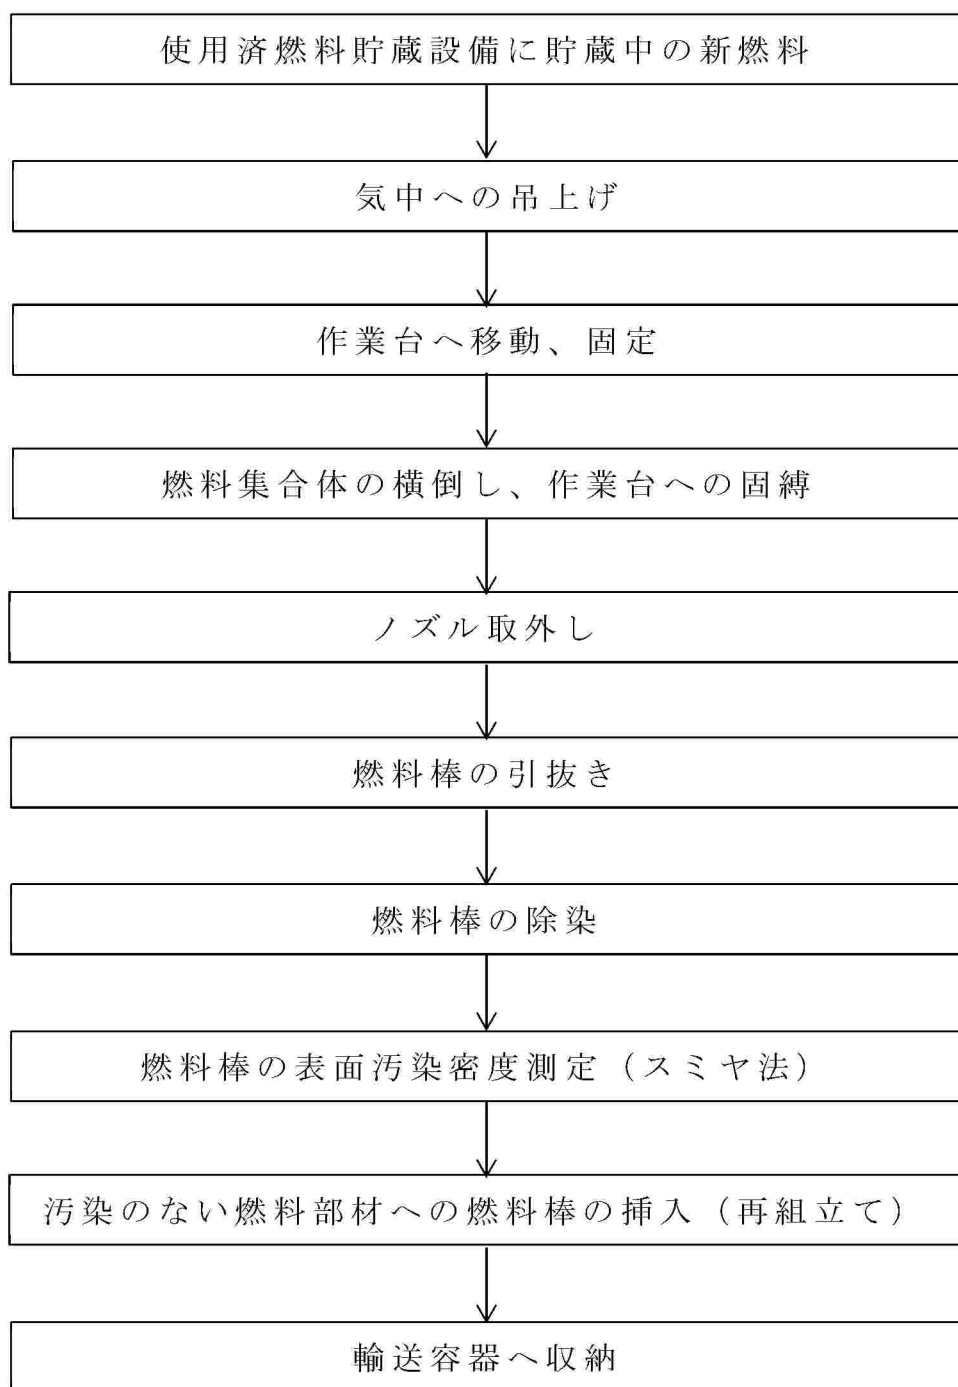 使用済燃料貯蔵設備に貯蔵中の新燃料
気中への吊上げ
作業台へ移動、固定
燃料集合体の横倒し、作業台への固縛
ノズル取外し
燃料棒の引抜き
燃料棒の除染
燃料棒の表面汚染密度測定（スミヤ法）
汚染のない燃料部材への燃料棒の挿入（再組立て）
輸送容器へ収納